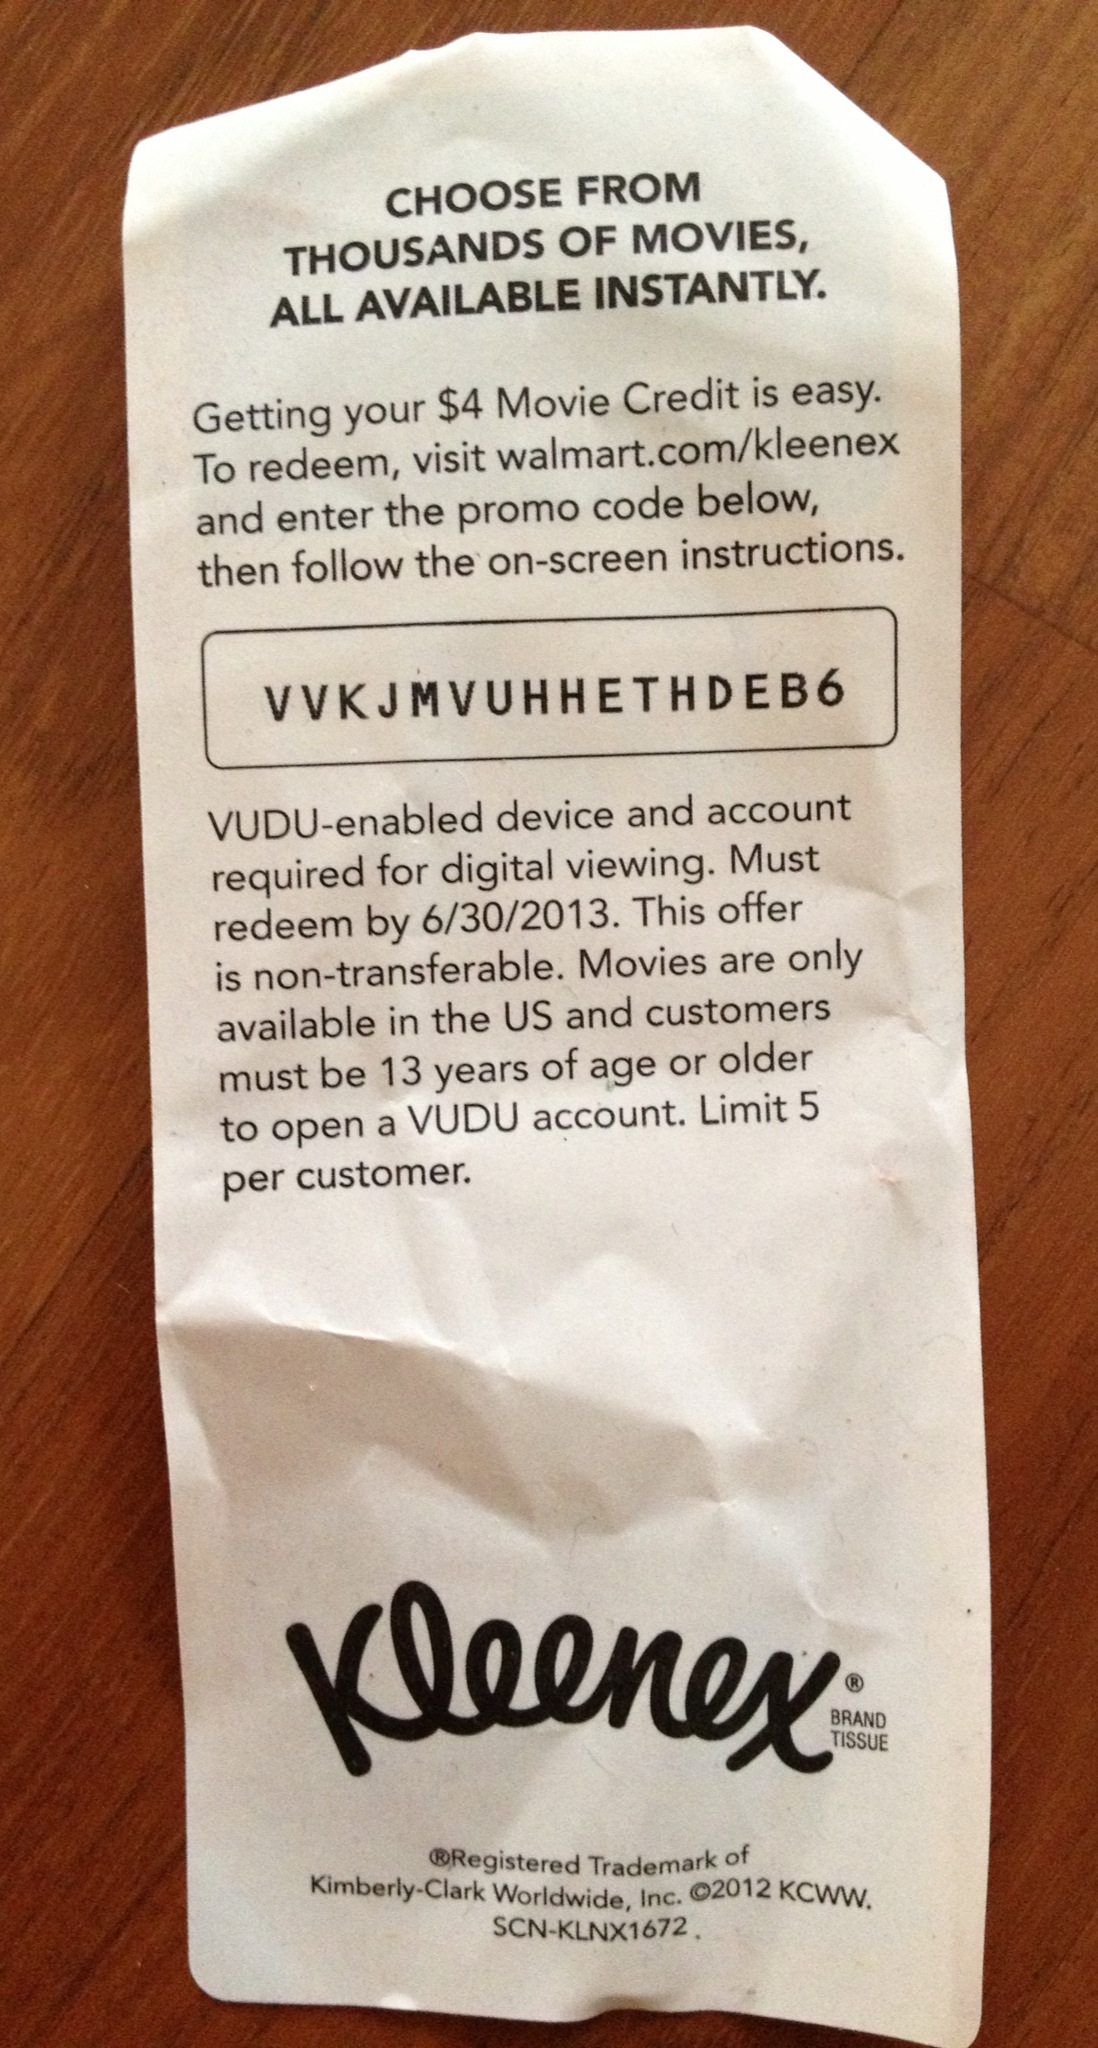 CHOOSE FROM
THOUSANDS OF MOVIES,
ALL AVAILABLE INSTANTLY.
Getting your $4 Movie Credit is easy.
To redeem, visit walmart.com/kleenex
and enter the promo code below,
then follow the on-screen instructions.
VVKJMVUHHETHDEB6
VUDU-enabled device and account
required for digital viewing. Must
redeem by 6/30/2013. This offer
is non-transferable. Movies are only
available in the US and customers
must be 13 years of age or older
to open a VUDU account. Limit 5
per customer.
Kleenex®
BRAND
TISSUE
®Registered Trademark of
Kimberly-Clark Worldwide, Inc. ©2012 KCWW.
SCN-KLNX1672.